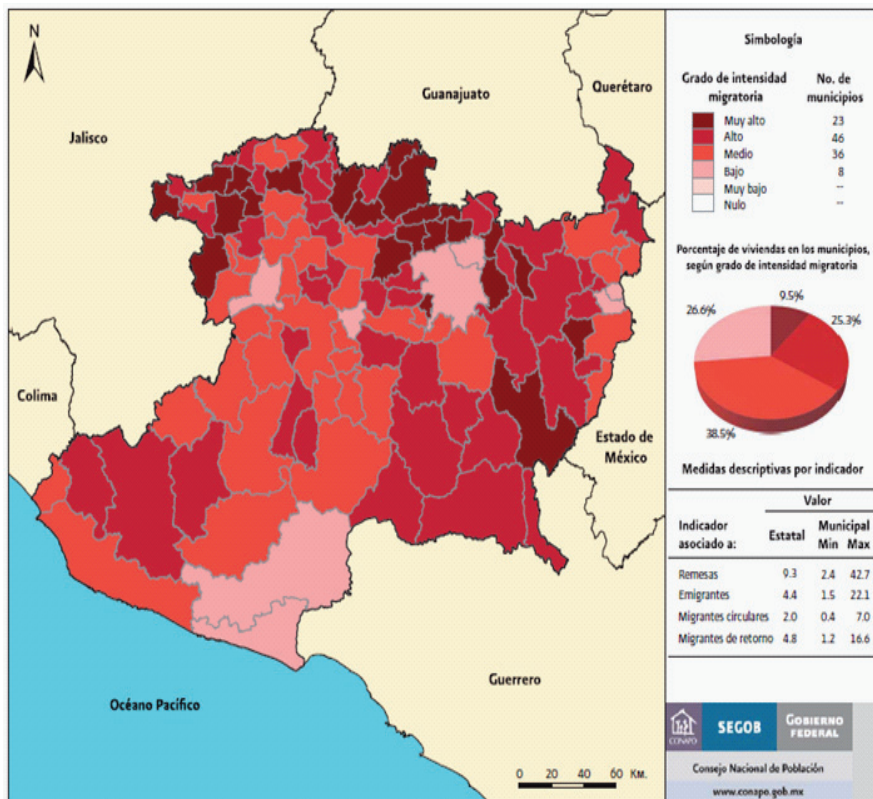 N
Jalisco
Guanajuato
Querétaro
Colima
Estado de
México
Guerrero
Océano Pacífico
0 20 40 60 Km.
Simbología
Grado de intensidad migratoria No. de municipios
Muy alto 23
Alto 46
Medio 36
Bajo 8
Muy bajo --
Nulo --
Porcentaje de viviendas en los municipios,
según grado de intensidad migratoria
9.5%
26.6%
25.3%
38.5%
Medidas descriptivas por indicador
Valor
Indicador asociado a: Estatal Municipal Min Max
Remesas 9.3 2.4 42.7
Emigrantes 4.4 1.5 22.1
Migrantes circulares 2.0 0.4 7.0
Migrantes de retorno 4.8 1.2 16.6
CONAPO
SEGOB
GOBIERNO
FEDERAL
Consejo Nacional de Población
www.conapo.gob.mx